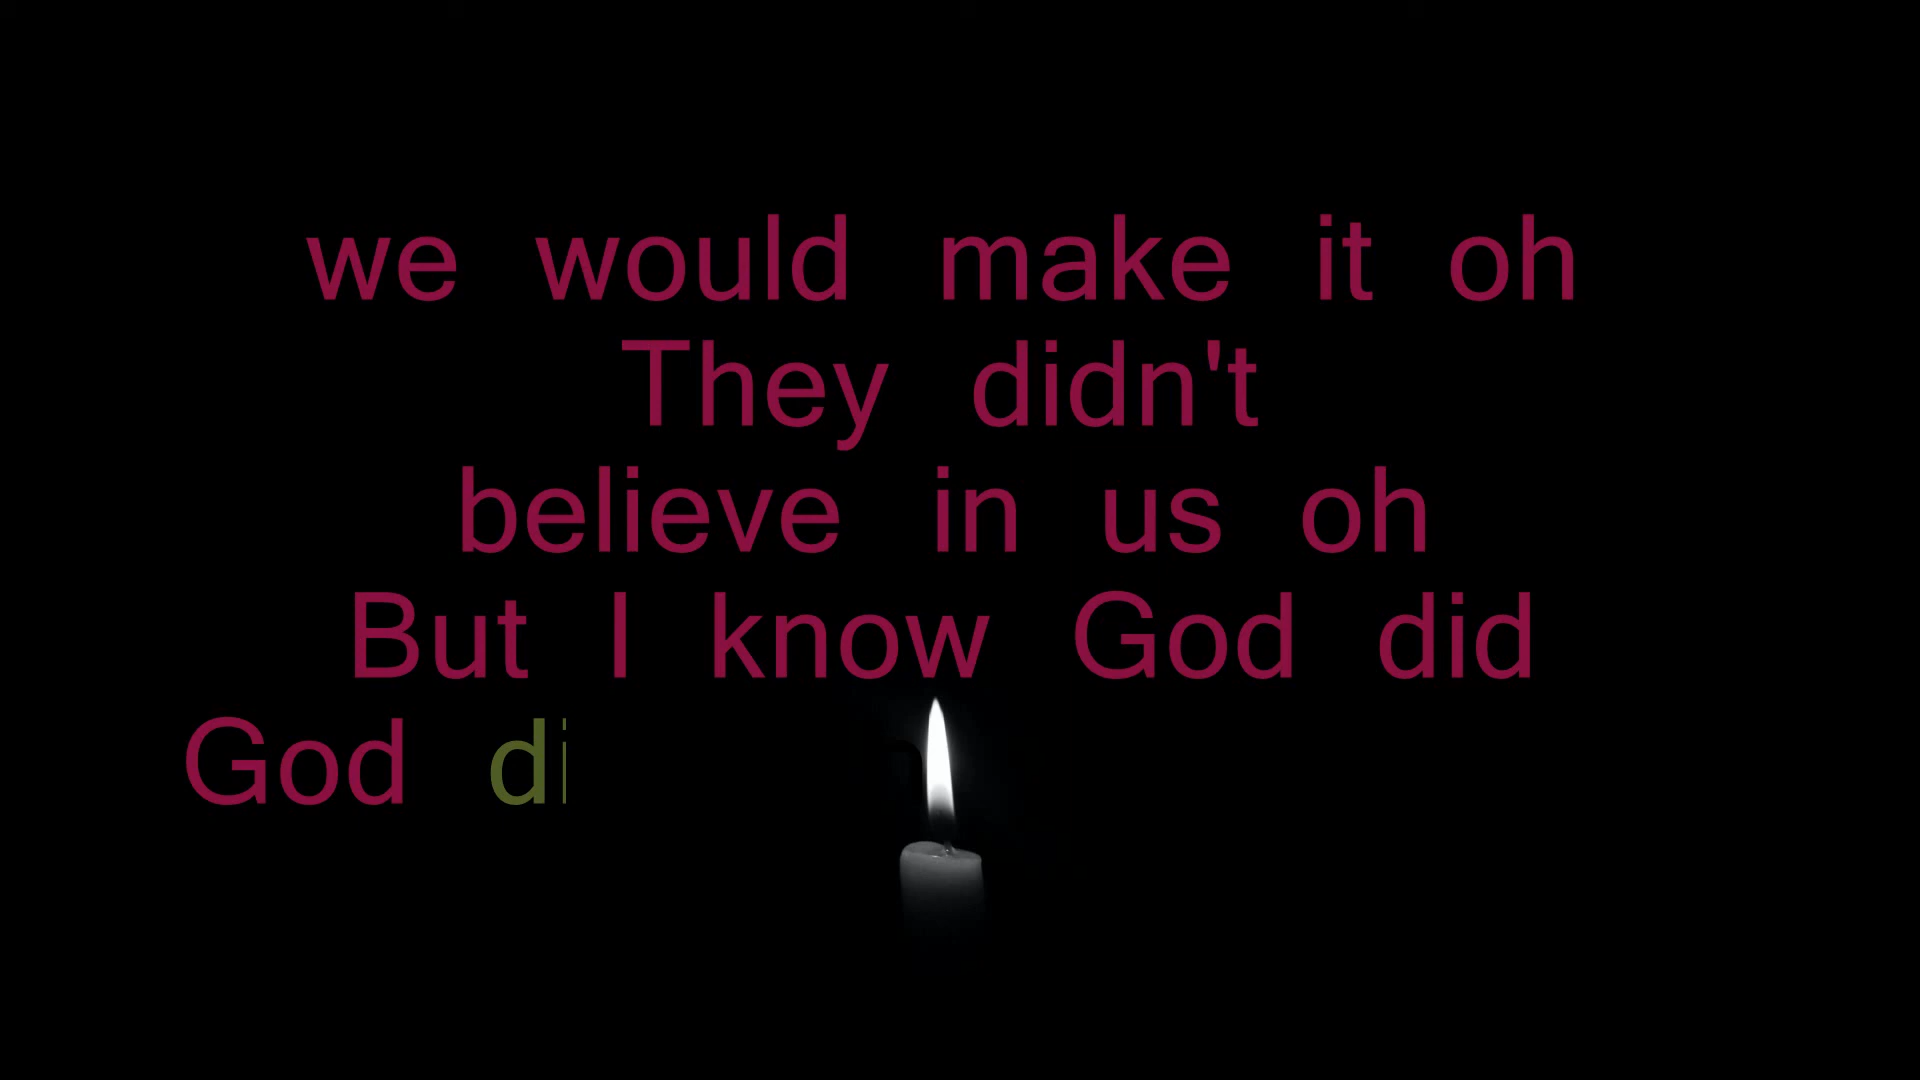 we would make it oh
They didn't
believe in us oh
But I know God did
God di